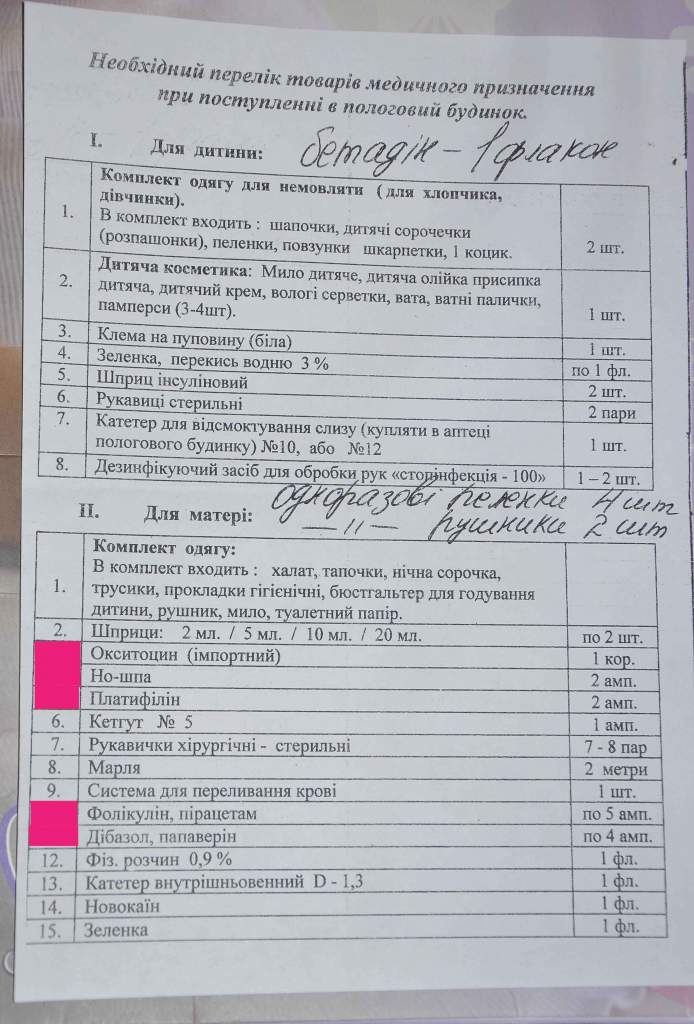 Необхідний перелік товарів медичного призначення
при поступленні в пологовий будинок.
I. Для дитини: бетадін – 1 флакон
1. Комплект одягу для немовляти ( для хлопчика,
дівчинки).
В комплект входить : шапочки, дитячі сорочечки
(розпашонки), пеленки, повзунки шкарпетки, 1 коцик. 2 шт.
2. Дитяча косметика: Мило дитяче, дитяча олійка присипка
дитяча, дитячий крем, вологі серветки, вата, ватні палички,
памперси (3-4шт). 1 шт.
3. Клема на пуповину (біла) 1 шт.
4. Зеленка, перекись водню 3 % по 1 фл.
5. Шприц інсуліновий 2 шт.
6. Рукавиці стерильні 2 пари
7. Катетер для відсмоктування слизу (купляти в аптеці
пологового будинку) №10, або №12 1 шт.
8. Дезинфікуючий засіб для обробки рук «стопінфекція - 100» 1 – 2 шт.
одноразові пеленки 4 шт
II. Для матері: — ІІ — рушники 2 шт
1. Комплект одягу:
В комплект входить : халат, тапочки, нічна сорочка,
трусики, прокладки гігієнічні, бюстгальтер для годування
дитини, рушник, мило, туалетний папір.
2. Шприци: 2 мл. / 5 мл. / 10 мл. / 20 мл. по 2 шт.
Окситоцин (імпортний) 1 кор.
Но-шпа 2 амп.
Платифілін 2 амп.
6. Кетгут № 5 1 амп.
7. Рукавички хірургічні - стерильні 7 - 8 пар
8. Марля 2 метри
9. Система для переливання крові 1 шт.
Фолікулін, пірацетам по 5 амп.
Дібазол, папаверін по 4 амп.
12. Фіз. розчин 0,9 % 1 фл.
13. Катетер внутрішньовенний D - 1,3 1 фл.
14. Новокаїн 1 фл.
15. Зеленка 1 фл.